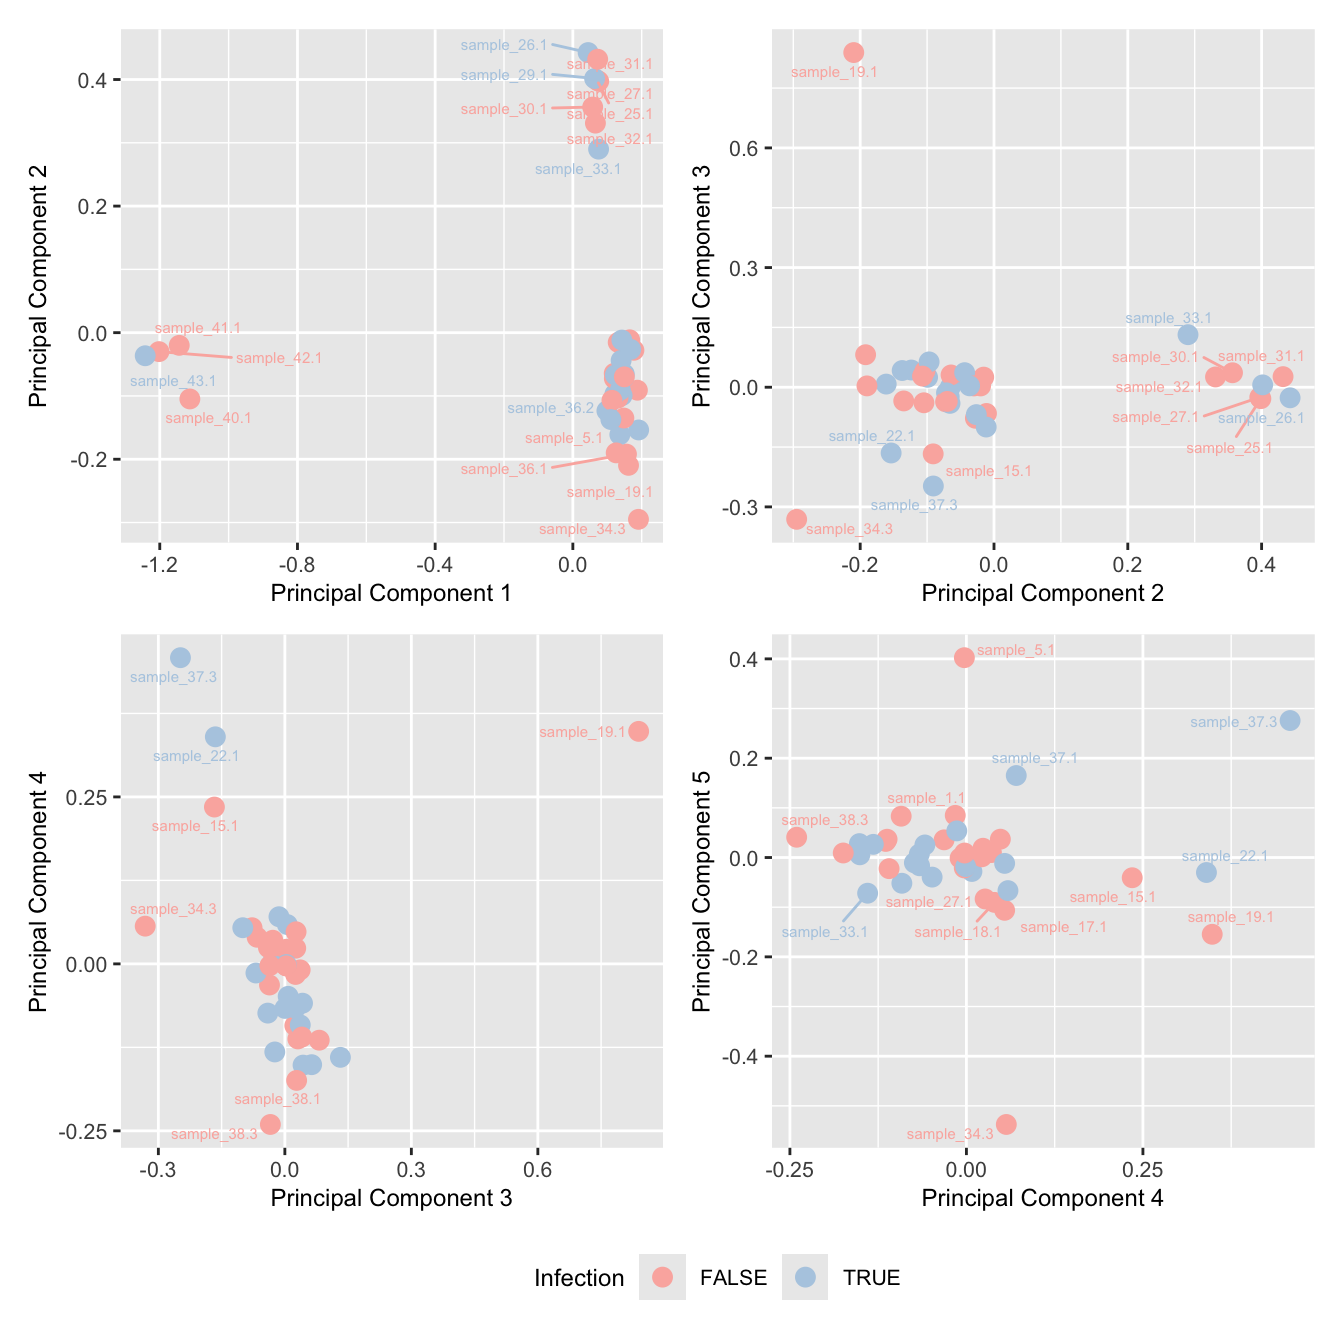 sample_26.1
sample_31.1
sample_29.1
sample_27.1
sample_30.1
sample_25.1
sample_32.1
sample_33.1
sample_41.1
sample_42.1
sample_43.1
sample_40.1
sample_36.2
sample_5.1
sample_36.1
sample_19.1
sample_34.3
0.4
0.2
0.0
-0.2
-1.2
-0.8
-0.4
0.0
Principal Component 2
Principal Component 1
sample_19.1
sample_33.1
sample_30.1
sample_31.1
sample_32.1
sample_27.1
sample_26.1
sample_22.1
sample_25.1
sample_15.1
sample_37.3
sample_34.3
0.6
0.3
0.0
-0.3
-0.2
0.0
0.2
0.4
Principal Component 3
Principal Component 2
sample_37.3
sample_19.1
sample_22.1
sample_15.1
sample_34.3
sample_38.1
sample_38.3
0.25
0.00
-0.25
-0.3
0.0
0.3
0.6
Principal Component 4
Principal Component 3
sample_5.1
sample_37.3
sample_37.1
sample_1.1
sample_38.3
sample_22.1
sample_15.1
sample_27.1
sample_19.1
sample_33.1
sample_18.1
sample_17.1
sample_34.3
0.4
0.2
0.0
-0.2
-0.4
-0.25
0.00
0.25
Principal Component 5
Principal Component 4
Infection
FALSE
TRUE